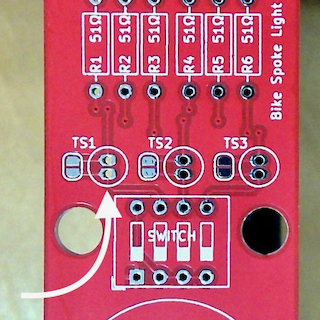 51Ω 51Ω 51Ω 51Ω 51Ω 51Ω
R1 R2 R3 R4 R5 R6
Bike Spoke Light
TS1 TS2 TS3
SWITCH